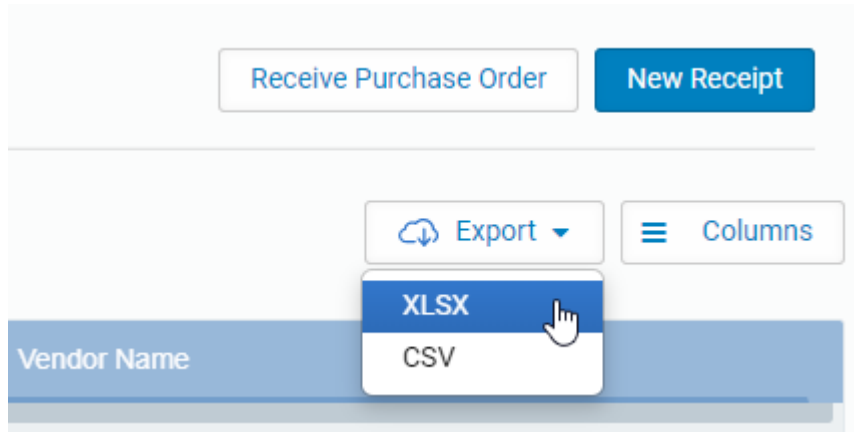 Receive Purchase Order
New Receipt
Export
Columns
XLSX
Vendor Name
CSV